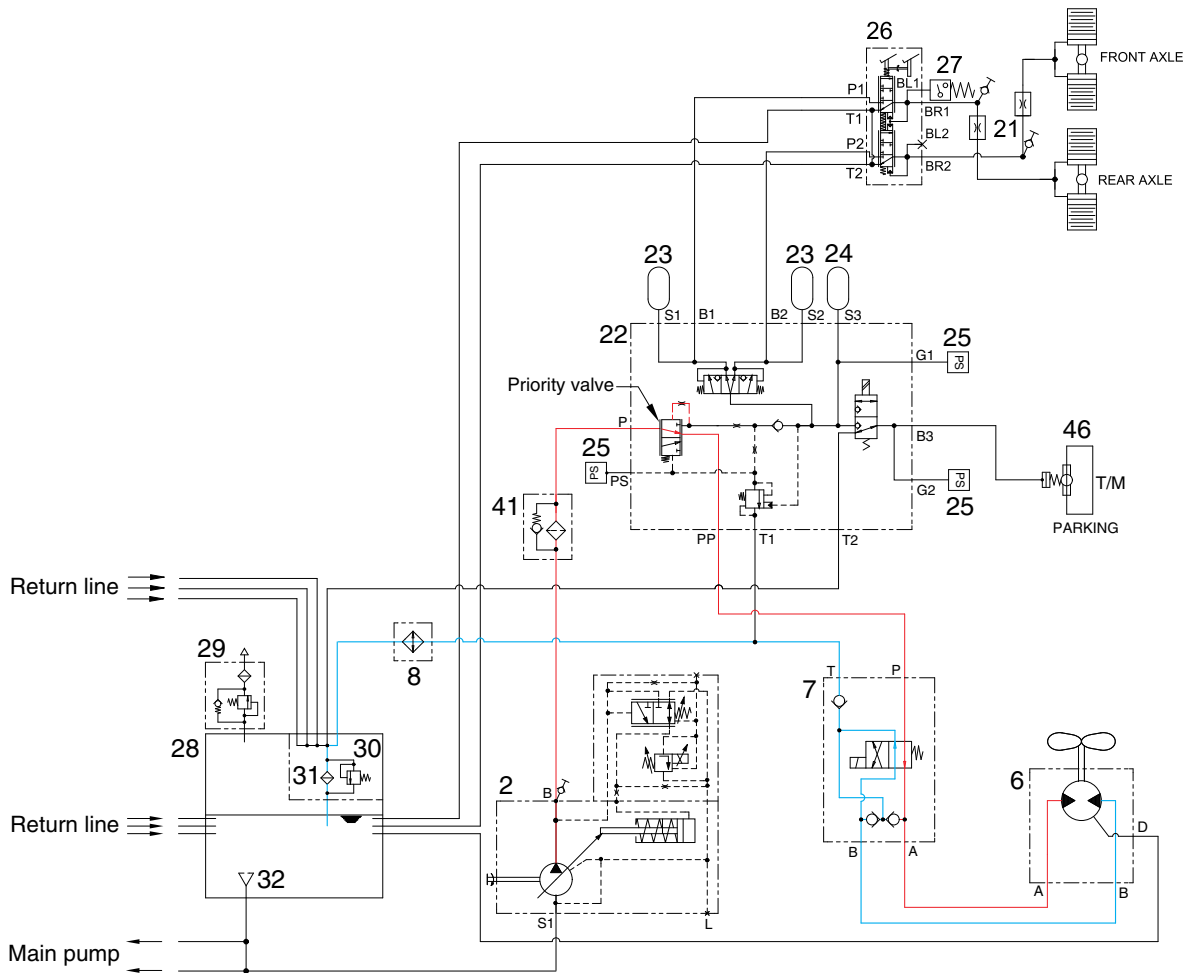 26
27
FRONT AXLE
P1
BL1
T1
BR1
21
BL2
P2
T2
BR2
REAR AXLE
23
23
24
S1
B1
B2
S2
S3
22
25
G1
PS
Priority valve
P
B3
46
25
PS
PS
T/M
G2
PS
25
41
PARKING
PP
T1
T2
Return line
29
8
T
P
7
28
30
31
2
B
6
Return line
D
B
A
32
A
B
S1
L
Main pump